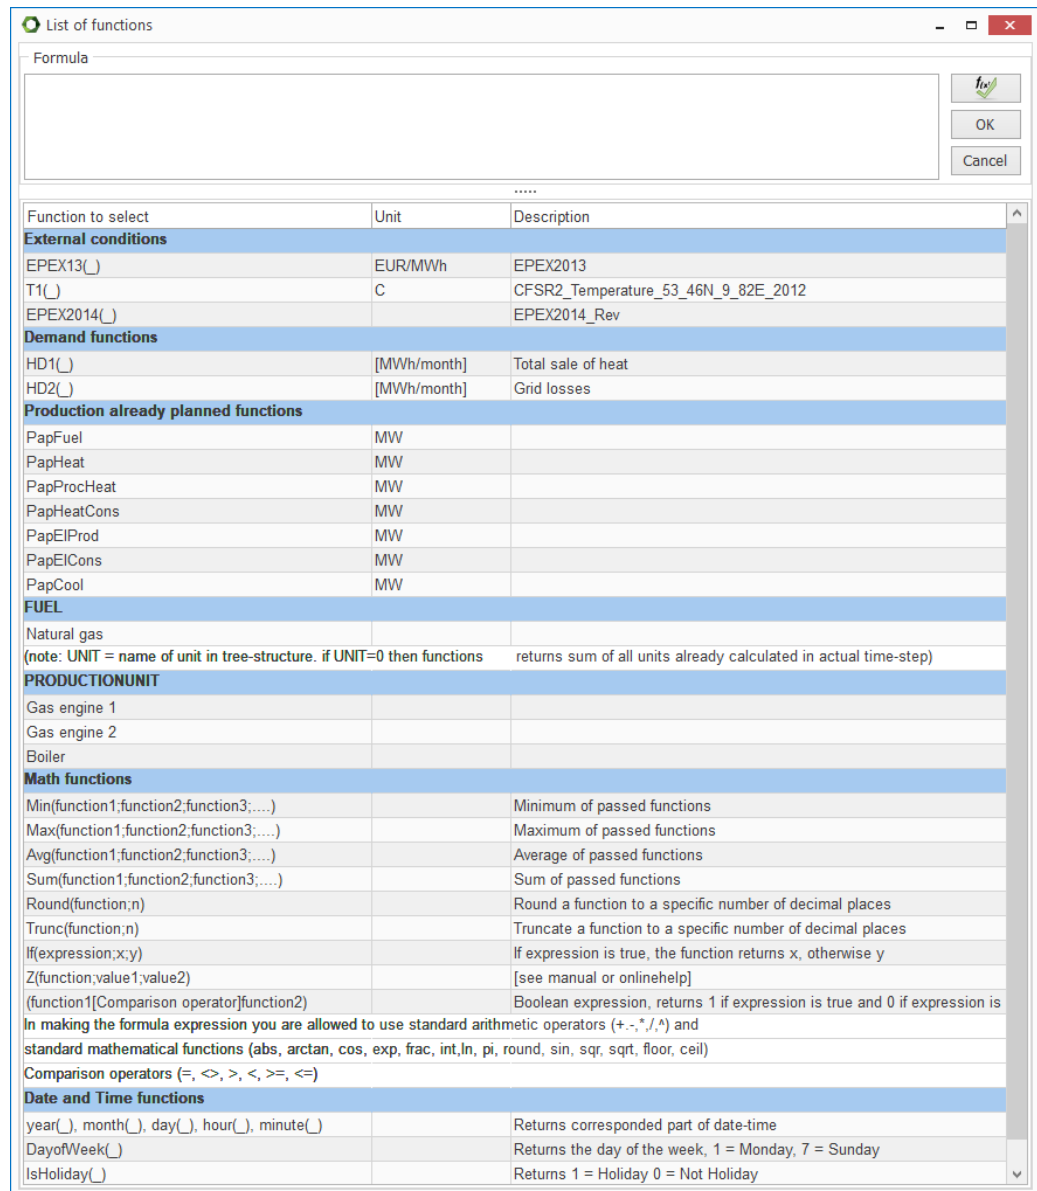 List of functions
Formula
f(x)
OK
Cancel
Function to select Unit Description
External conditions
EPEX13(_) EUR/MWh EPEX2013
T1(_) C CFSR2_Temperature_53_46N_9_82E_2012
EPEX2014(_) EPEX2014_Rev
Demand functions
HD1(_) [MWh/month] Total sale of heat
HD2(_) [MWh/month] Grid losses
Production already planned functions
PapFuel MW
PapHeat MW
PapProcHeat MW
PapHeatCons MW
PapElProd MW
PapElCons MW
PapCool MW
FUEL
Natural gas
(note: UNIT = name of unit in tree-structure. if UNIT=0 then functions returns sum of all units already calculated in actual time-step)
PRODUCTIONUNIT
Gas engine 1
Gas engine 2
Boiler
Math functions
Min(function1;function2;function3;....) Minimum of passed functions
Max(function1;function2;function3;....) Maximum of passed functions
Avg(function1;function2;function3;....) Average of passed functions
Sum(function1;function2;function3;....) Sum of passed functions
Round(function;n) Round a function to a specific number of decimal places
Trunc(function;n) Truncate a function to a specific number of decimal places
If(expression;x;y) If expression is true, the function returns x, otherwise y
Z(function;value1;value2) [see manual or onlinehelp]
(function1[Comparison operator]function2) Boolean expression, returns 1 if expression is true and 0 if expression is
In making the formula expression you are allowed to use standard arithmetic operators (+.-,*,/,^) and
standard mathematical functions (abs, arctan, cos, exp, frac, int,ln, pi, round, sin, sqr, sqrt, floor, ceil)
Comparison operators (=, <>, >, <, >=, <=)
Date and Time functions
year(_), month(_), day(_), hour(_), minute(_) Returns corresponded part of date-time
DayofWeek(_) Returns the day of the week, 1 = Monday, 7 = Sunday
IsHoliday(_) Returns 1 = Holiday 0 = Not Holiday